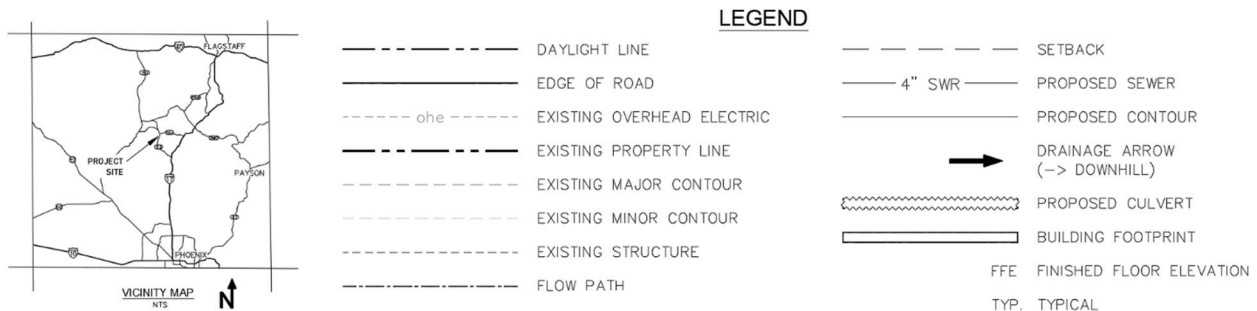 LEGEND
FLAGSTAFF
PROJECT
SITE
PAYSON
PHOENIX
VICINITY MAP
NTS
N
DAYLIGHT LINE
EDGE OF ROAD
ohe
EXISTING OVERHEAD ELECTRIC
EXISTING PROPERTY LINE
EXISTING MAJOR CONTOUR
EXISTING MINOR CONTOUR
EXISTING STRUCTURE
FLOW PATH
SETBACK
4" SWR
PROPOSED SEWER
PROPOSED CONTOUR
DRAINAGE ARROW
(-> DOWNHILL)
PROPOSED CULVERT
BUILDING FOOTPRINT
FFE FINISHED FLOOR ELEVATION
TYP. TYPICAL